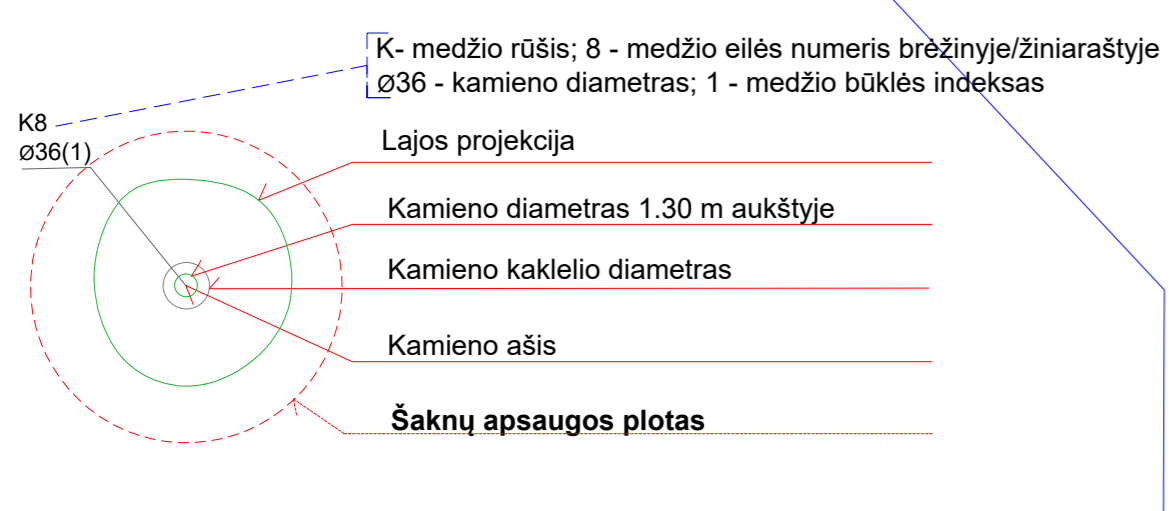 K- medžio rūšis; 8 - medžio eilės numeris brėžinyje/žiniaraštyje
Ø36 - kamieno diametras; 1 - medžio būklės indeksas
K8
Ø36(1)
Lajos projekcija
Kamieno diametras 1.30 m aukštyje
Kamieno kaklelio diametras
Kamieno ašis
Šaknų apsaugos plotas